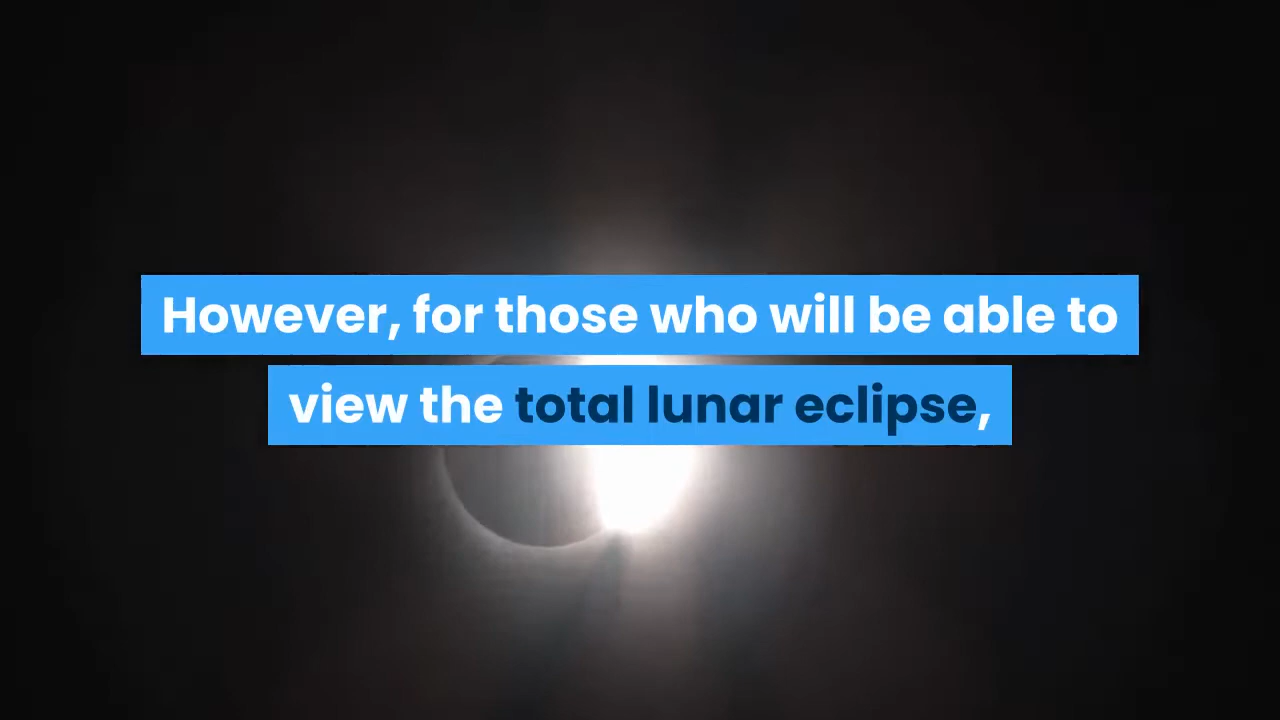 However, for those who will be able to
view the total lunar eclipse,